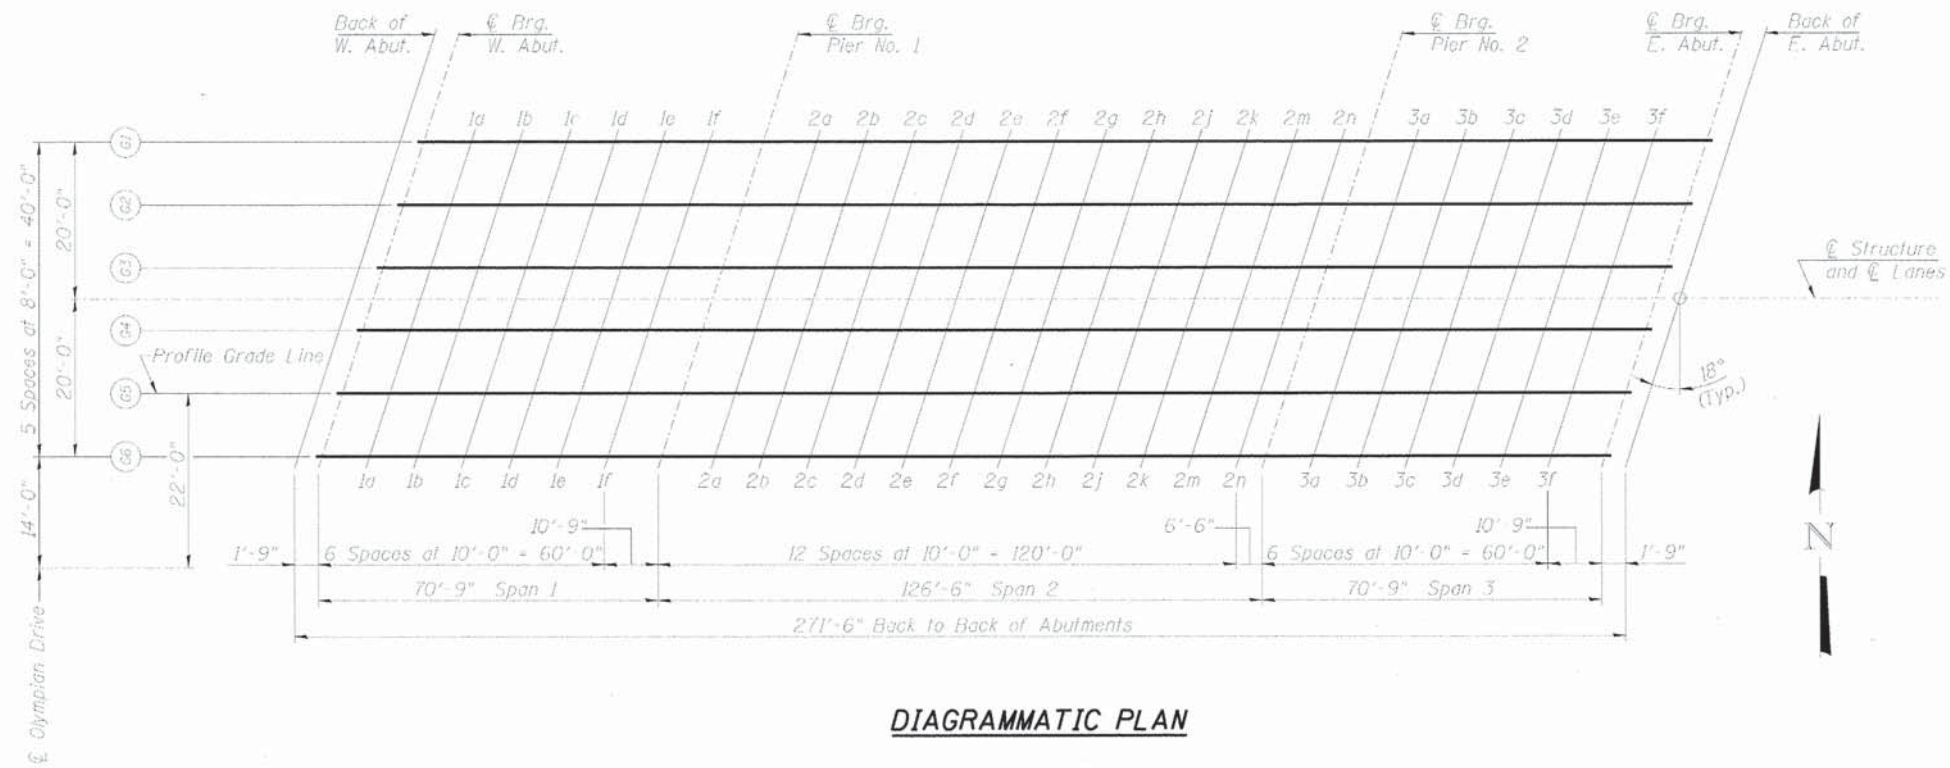 Back of
W. Abut.
℄ Brg.
W. Abut.
℄ Brg.
Pier No. 1
℄ Brg.
Pier No. 2
℄ Brg.
E. Abut.
Back of
E. Abut.
1a 1b 1c 1d 1e 1f 2a 2b 2c 2d 2e 2f 2g 2h 2j 2k 2m 2n 3a 3b 3c 3d 3e 3f
G1
G2
G3
G4
G5
G6
5 Spaces at 8'-0" = 40'-0"
20'-0"
20'-0"
14'-0"
22'-0"
℄ Olympian Drive
Profile Grade Line
℄ Structure
and ℄ Lanes
18°
(Typ.)
1a 1b 1c 1d 1e 1f 2a 2b 2c 2d 2e 2f 2g 2h 2j 2k 2m 2n 3a 3b 3c 3d 3e 3f
10'-9" 6'-6" 10'-9"
1'-9" 6 Spaces at 10'-0" = 60'-0" 12 Spaces at 10'-0" = 120'-0" 6 Spaces at 10'-0" = 60'-0" 1'-9"
70'-9" Span 1 126'-6" Span 2 70'-9" Span 3
271'-6" Back to Back of Abutments
N
DIAGRAMMATIC PLAN